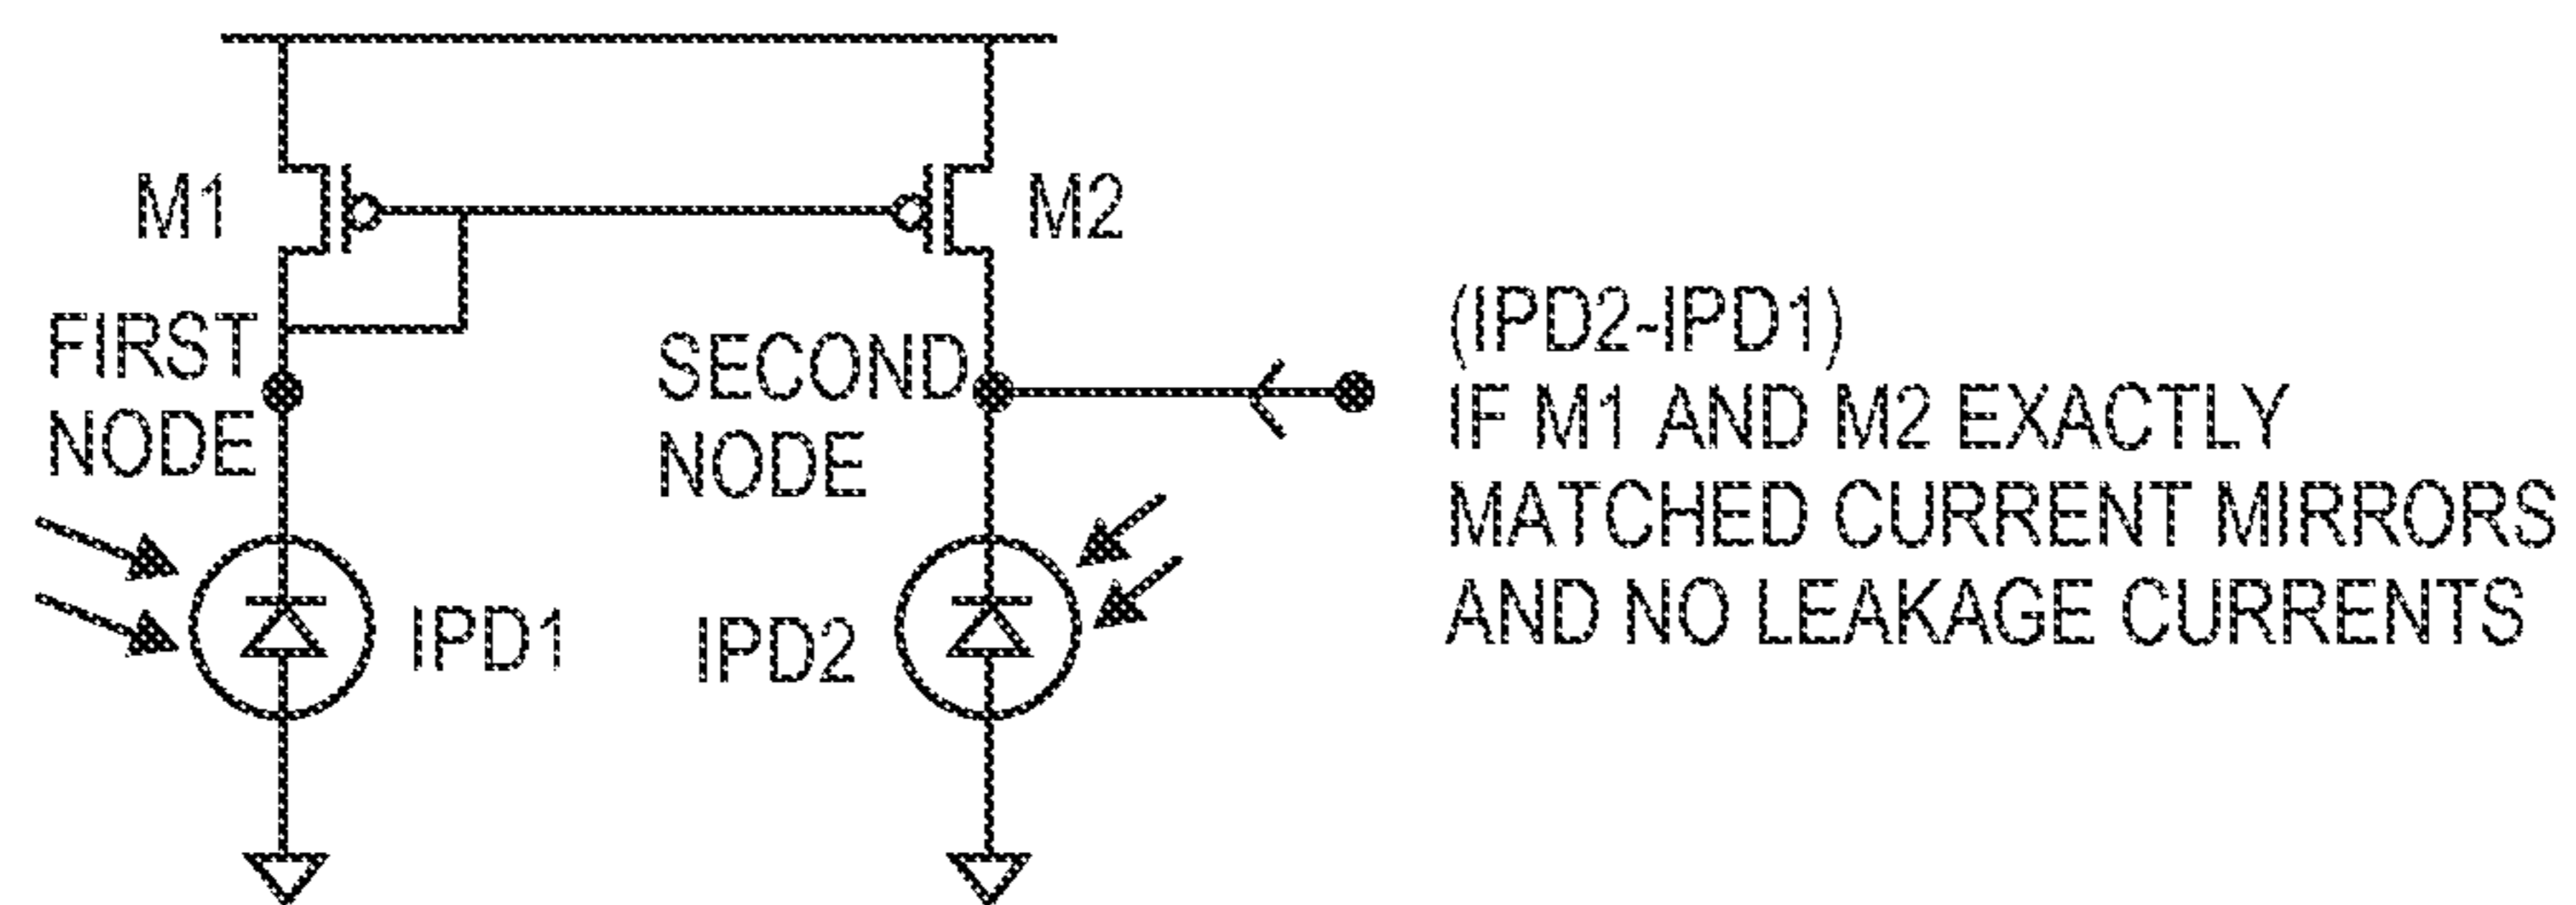 M1
M2
FIRST
NODE
SECOND
NODE
(IPD2-IPD1)
IF M1 AND M2 EXACTLY
MATCHED CURRENT MIRRORS
AND NO LEAKAGE CURRENTS
IPD1
IPD2